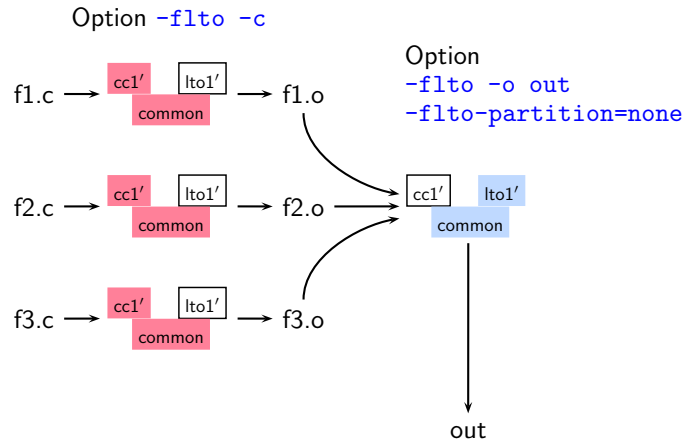 Option -flto -c
Option
-flto -o out
-flto-partition=none
f1.c cc1′ lto1′ f1.o
common
f2.c cc1′ lto1′ f2.o cc1′ lto1′
common common
f3.c cc1′ lto1′ f3.o
common
out